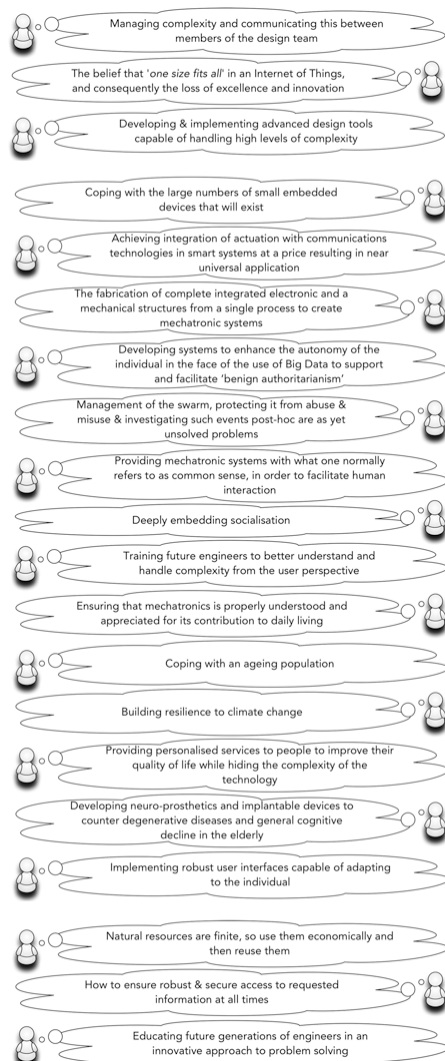 Managing complexity and communicating this between
members of the design team
The belief that 'one size fits all' in an Internet of Things,
and consequently the loss of excellence and innovation
Developing & implementing advanced design tools
capable of handling high levels of complexity
Coping with the large numbers of small embedded
devices that will exist
Achieving integration of actuation with communications
technologies in smart systems at a price resulting in near
universal application
The fabrication of complete integrated electronic and a
mechanical structures from a single process to create
mechatronic systems
Developing systems to enhance the autonomy of the
individual in the face of the use of Big Data to support
and facilitate 'benign authoritarianism'
Management of the swarm, protecting it from abuse &
misuse & investigating such events post-hoc are as yet
unsolved problems
Providing mechatronic systems with what one normally
refers to as common sense, in order to facilitate human
interaction
Deeply embedding socialisation
Training future engineers to better understand and
handle complexity from the user perspective
Ensuring that mechatronics is properly understood and
appreciated for its contribution to daily living
Coping with an ageing population
Building resilience to climate change
Providing personalised services to people to improve their
quality of life while hiding the complexity of the
technology
Developing neuro-prosthetics and implantable devices to
counter degenerative diseases and general cognitive
decline in the elderly
Implementing robust user interfaces capable of adapting
to the individual
Natural resources are finite, so use them economically and
then reuse them
How to ensure robust & secure access to requested
information at all times
Educating future generations of engineers in an
innovative approach to problem solving